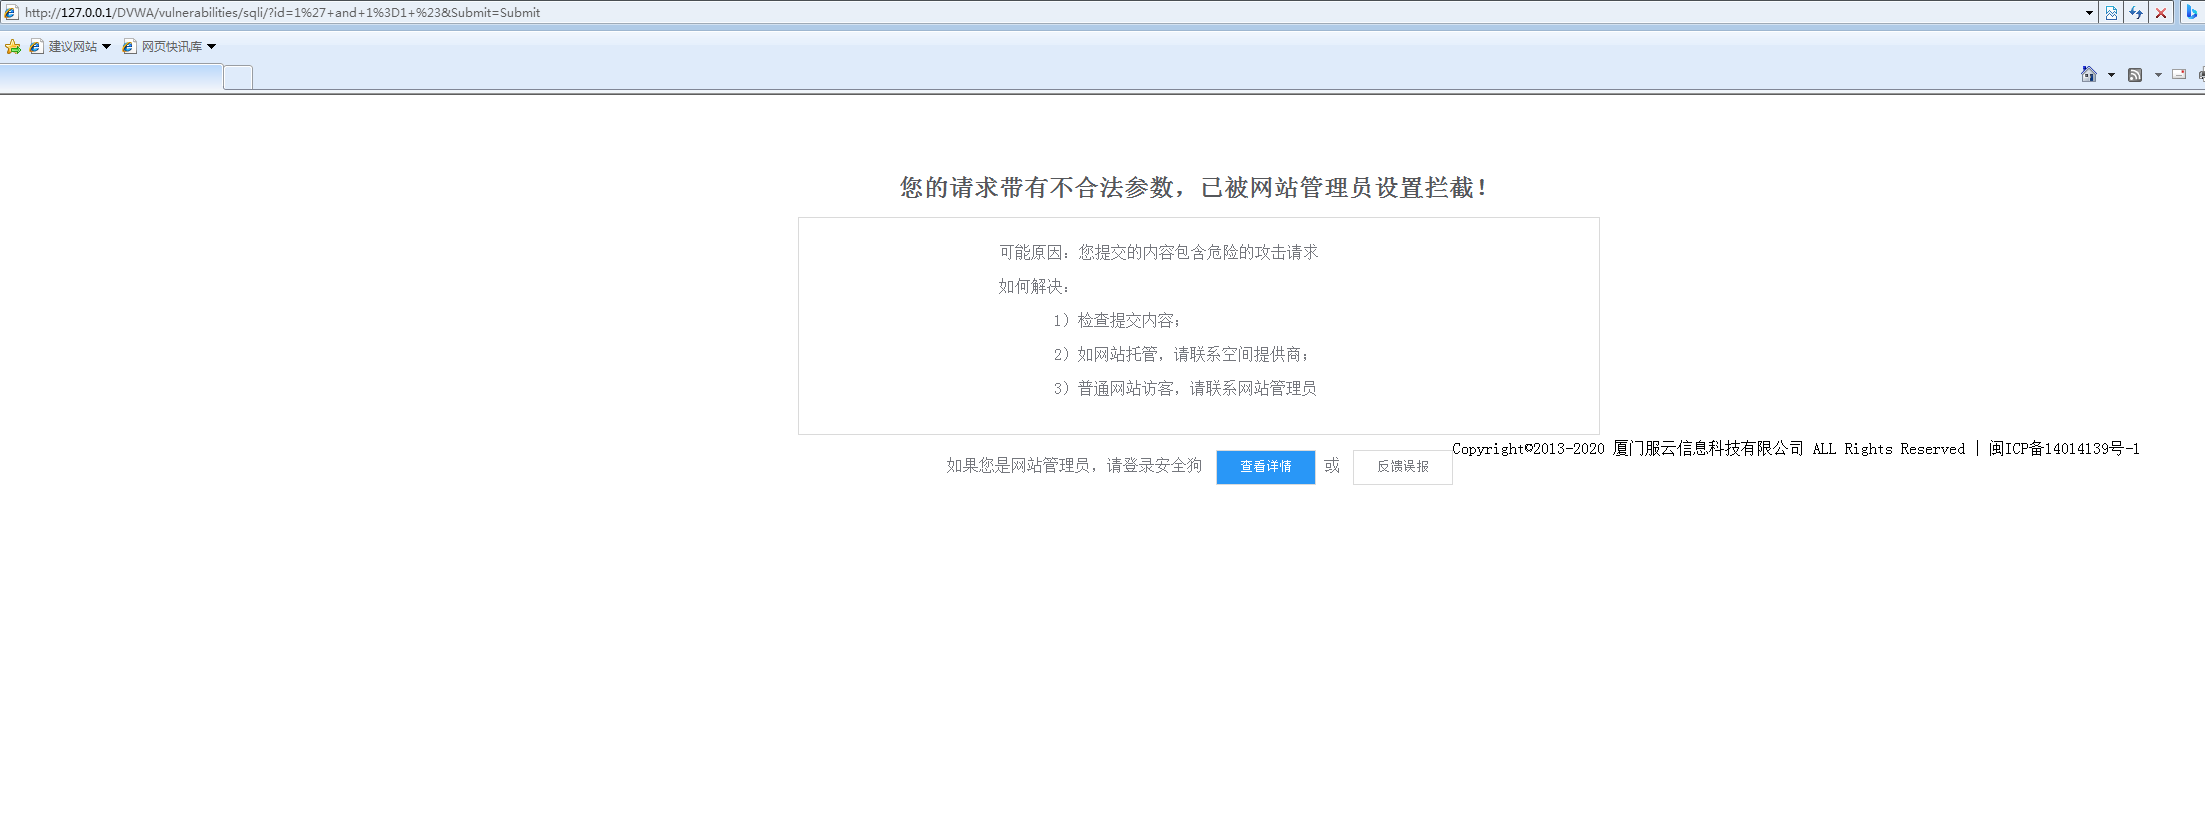 http://127.0.0.1/DVWA/vulnerabilities/sqli/?id=1%27+and+1%3D1+%23&Submit=Submit
建议网站 网页快讯库
您的请求带有不合法参数，已被网站管理员设置拦截！
可能原因：您提交的内容包含危险的攻击请求
如何解决：
1）检查提交内容；
2）如网站托管，请联系空间提供商；
3）普通网站访客，请联系网站管理员
Copyright©2013-2020 厦门服云信息科技有限公司 ALL Rights Reserved | 闽ICP备14014139号-1
如果您是网站管理员，请登录安全狗 查看详情 或 反馈误报